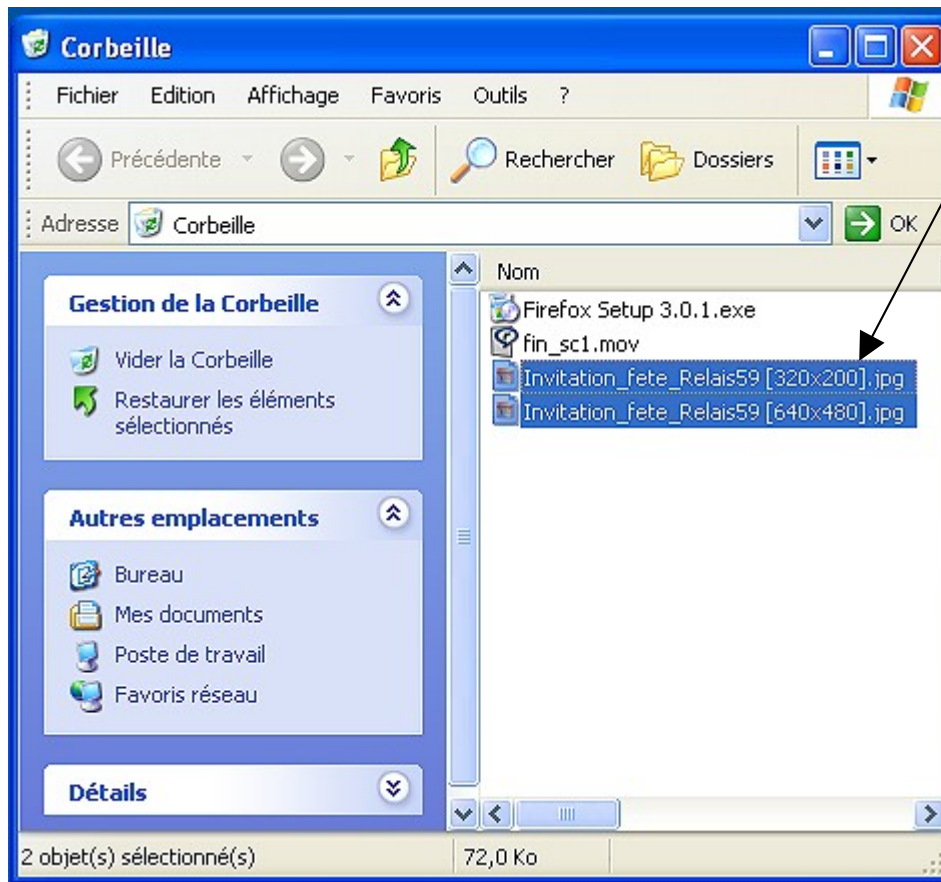 Corbeille
Fichier Edition Affichage Favoris Outils ?
Précédente Rechercher Dossiers
Adresse Corbeille OK
Gestion de la Corbeille
Vider la Corbeille
Restaurer les éléments
sélectionnés
Autres emplacements
Bureau
Mes documents
Poste de travail
Favoris réseau
Détails
Nom
Firefox Setup 3.0.1.exe
fin_sc1.mov
Invitation_fete_Relais59 [320x200].jpg
Invitation_fete_Relais59 [640x480].jpg
2 objet(s) sélectionné(s) 72,0 Ko